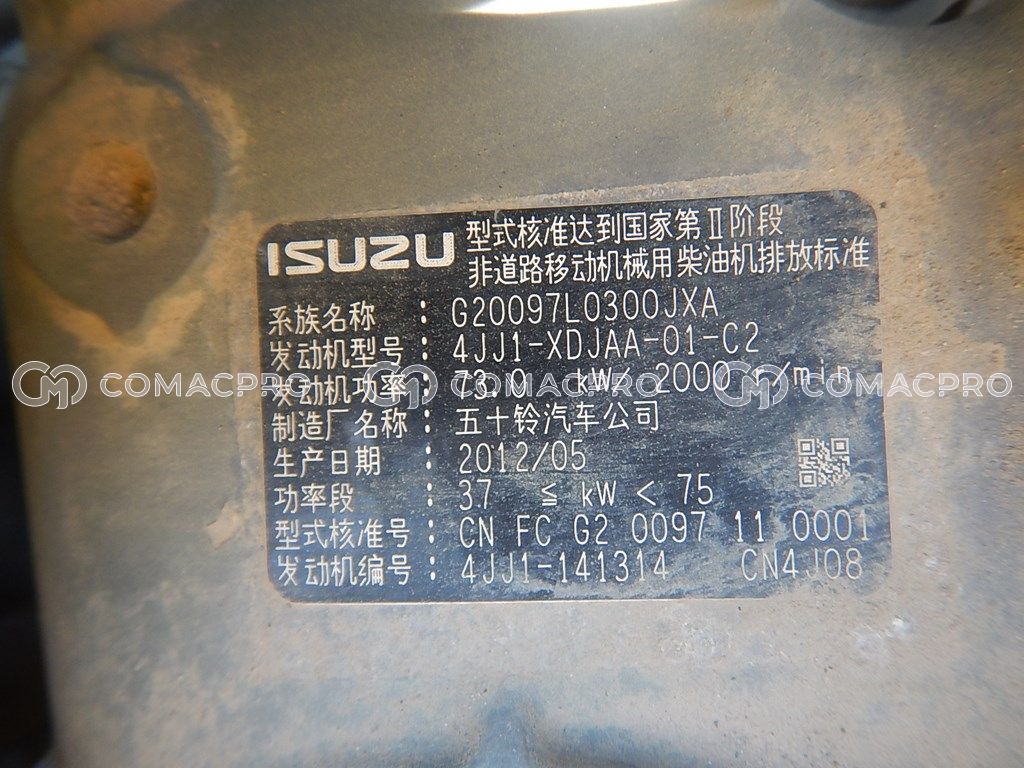 ISUZU 型式核准达到国家第Ⅱ阶段
非道路移动机械用柴油机排放标准
系族名称 : G20097L0300JXA
发动机型号: 4JJ1-XDJAA-01-C2
发动机功率: 73.0 kW/ 2000 r/min
COMACPRO COMACPRO COMACPRO
制造厂名称: 五十铃汽车公司
生产日期 : 2012/05
功率段 : 37 ≦ kW < 75
型式核准号: CN FC G2 0097 11 0001
发动机编号: 4JJ1-141314 CN4J08